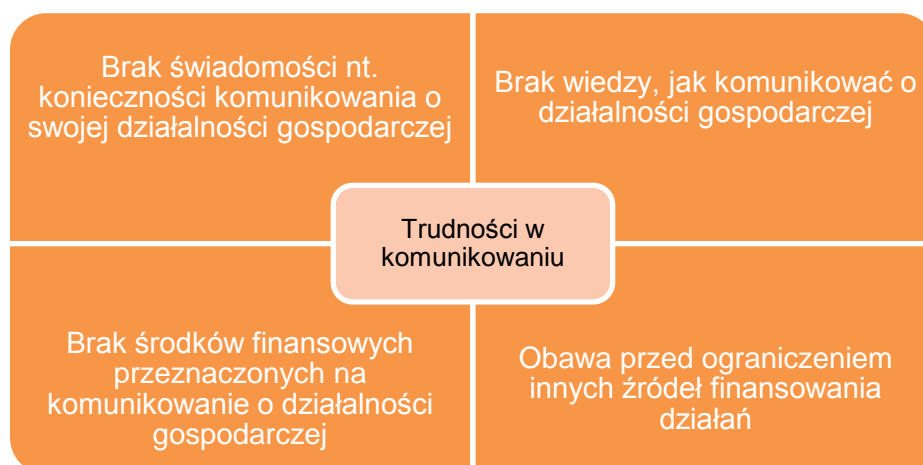 Brak świadomości nt.
konieczności komunikowania o
swojej działalności gospodarczej
Brak wiedzy, jak komunikować o
działalności gospodarczej
Trudności w
komunikowaniu
Brak środków finansowych
przeznaczonych na
komunikowanie o działalności
gospodarczej
Obawa przed ograniczeniem
innych źródeł finansowania
działań